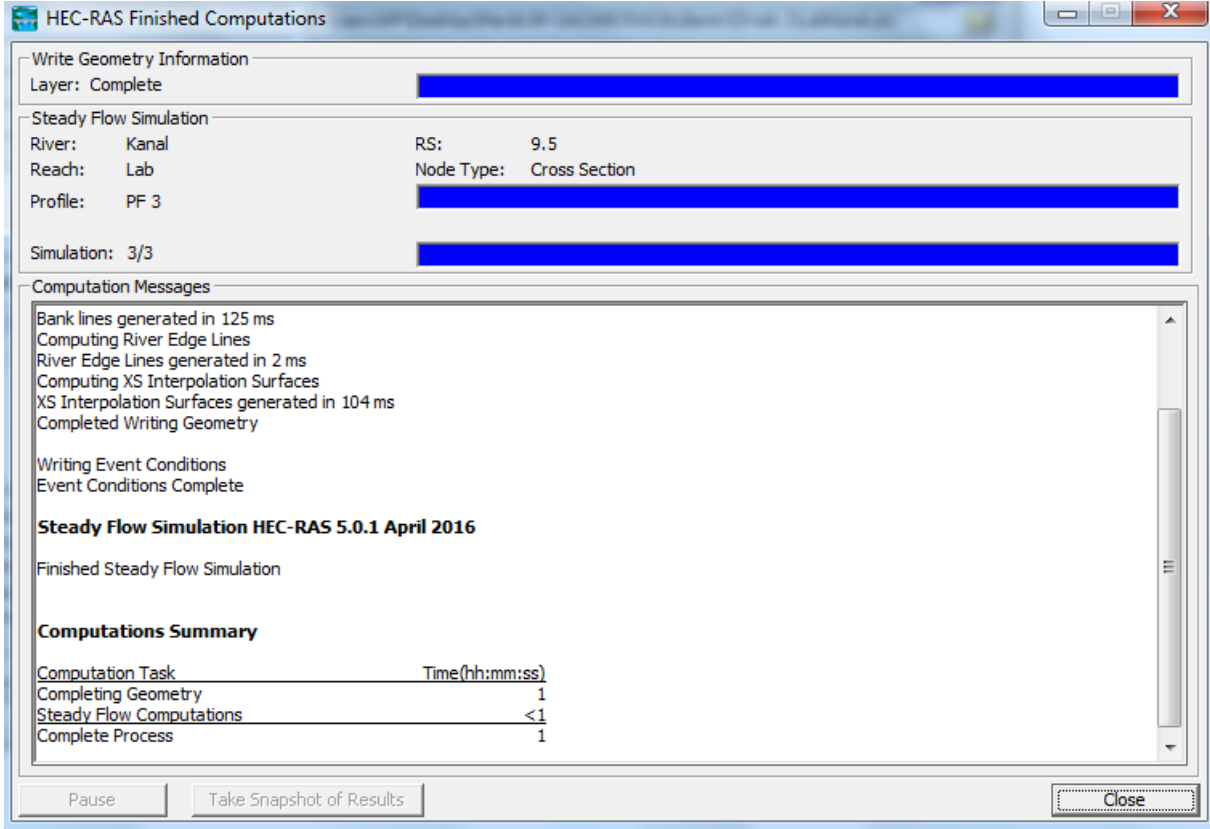 HEC-RAS Finished Computations
Write Geometry Information
Layer: Complete
Steady Flow Simulation
River: Kanal RS: 9.5
Reach: Lab Node Type: Cross Section
Profile: PF 3
Simulation: 3/3
Computation Messages
Bank lines generated in 125 ms
Computing River Edge Lines
River Edge Lines generated in 2 ms
Computing XS Interpolation Surfaces
XS Interpolation Surfaces generated in 104 ms
Completed Writing Geometry
Writing Event Conditions
Event Conditions Complete
Steady Flow Simulation HEC-RAS 5.0.1 April 2016
Finished Steady Flow Simulation
Computations Summary
Computation Task Time(hh:mm:ss)
Completing Geometry 1
Steady Flow Computations <1
Complete Process 1
Pause Take Snapshot of Results Close